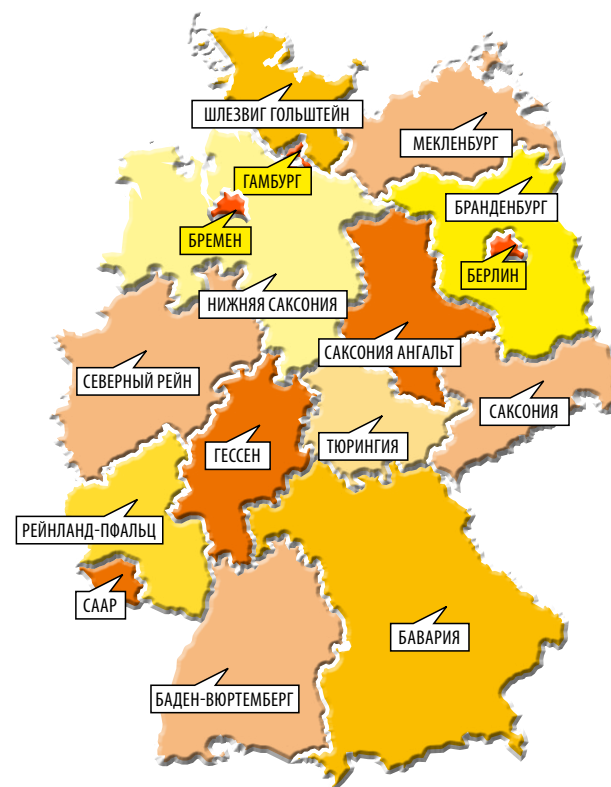 ШЛЕЗВИГ ГОЛЬШТЕЙН
МЕКЛЕНБУРГ
ГАМБУРГ
БРАНДЕНБУРГ
БРЕМЕН
БЕРЛИН
НИЖНЯЯ САКСОНИЯ
САКСОНИЯ АНГАЛЬТ
СЕВЕРНЫЙ РЕЙН
САКСОНИЯ
ТЮРИНГИЯ
ГЕССЕН
РЕЙНЛАНД-ПФАЛЬЦ
СААР
БАВАРИЯ
БАДЕН-ВЮРТЕМБЕРГ